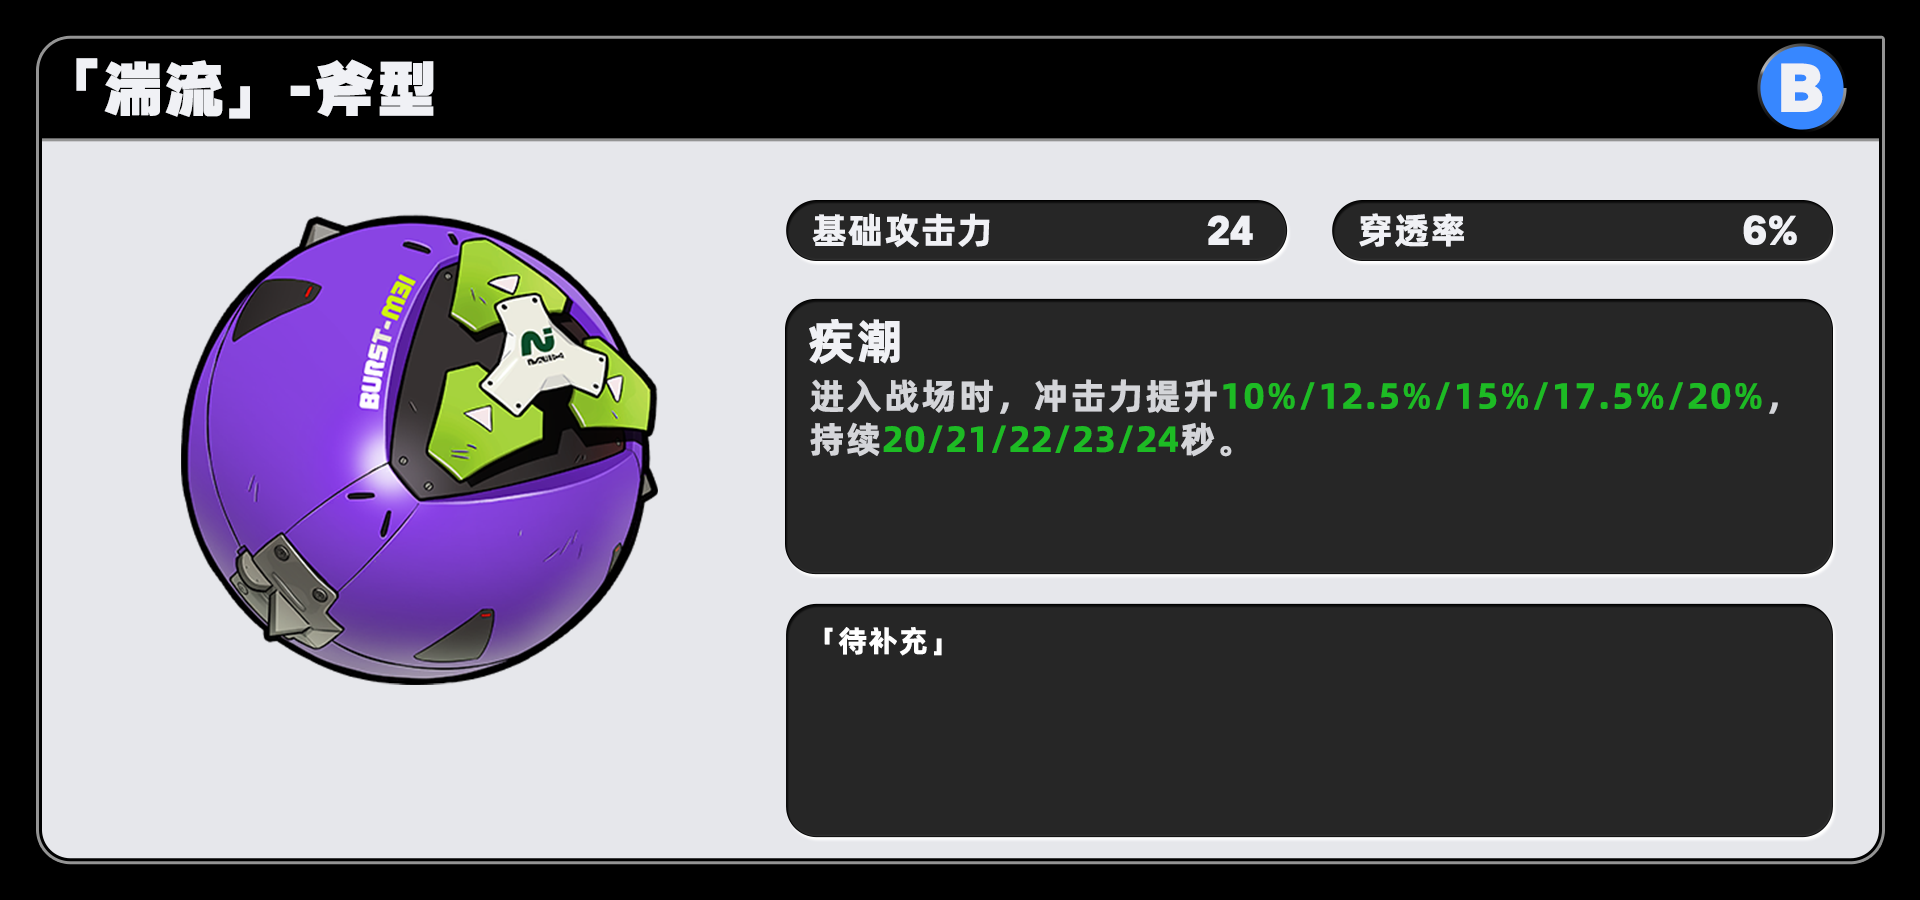 「湍流」-斧型
B
基础攻击力 24
穿透率 6%
疾潮
进入战场时，冲击力提升10%/12.5%/15%/17.5%/20%，
持续20/21/22/23/24秒。
「待补充」
BURST-M31